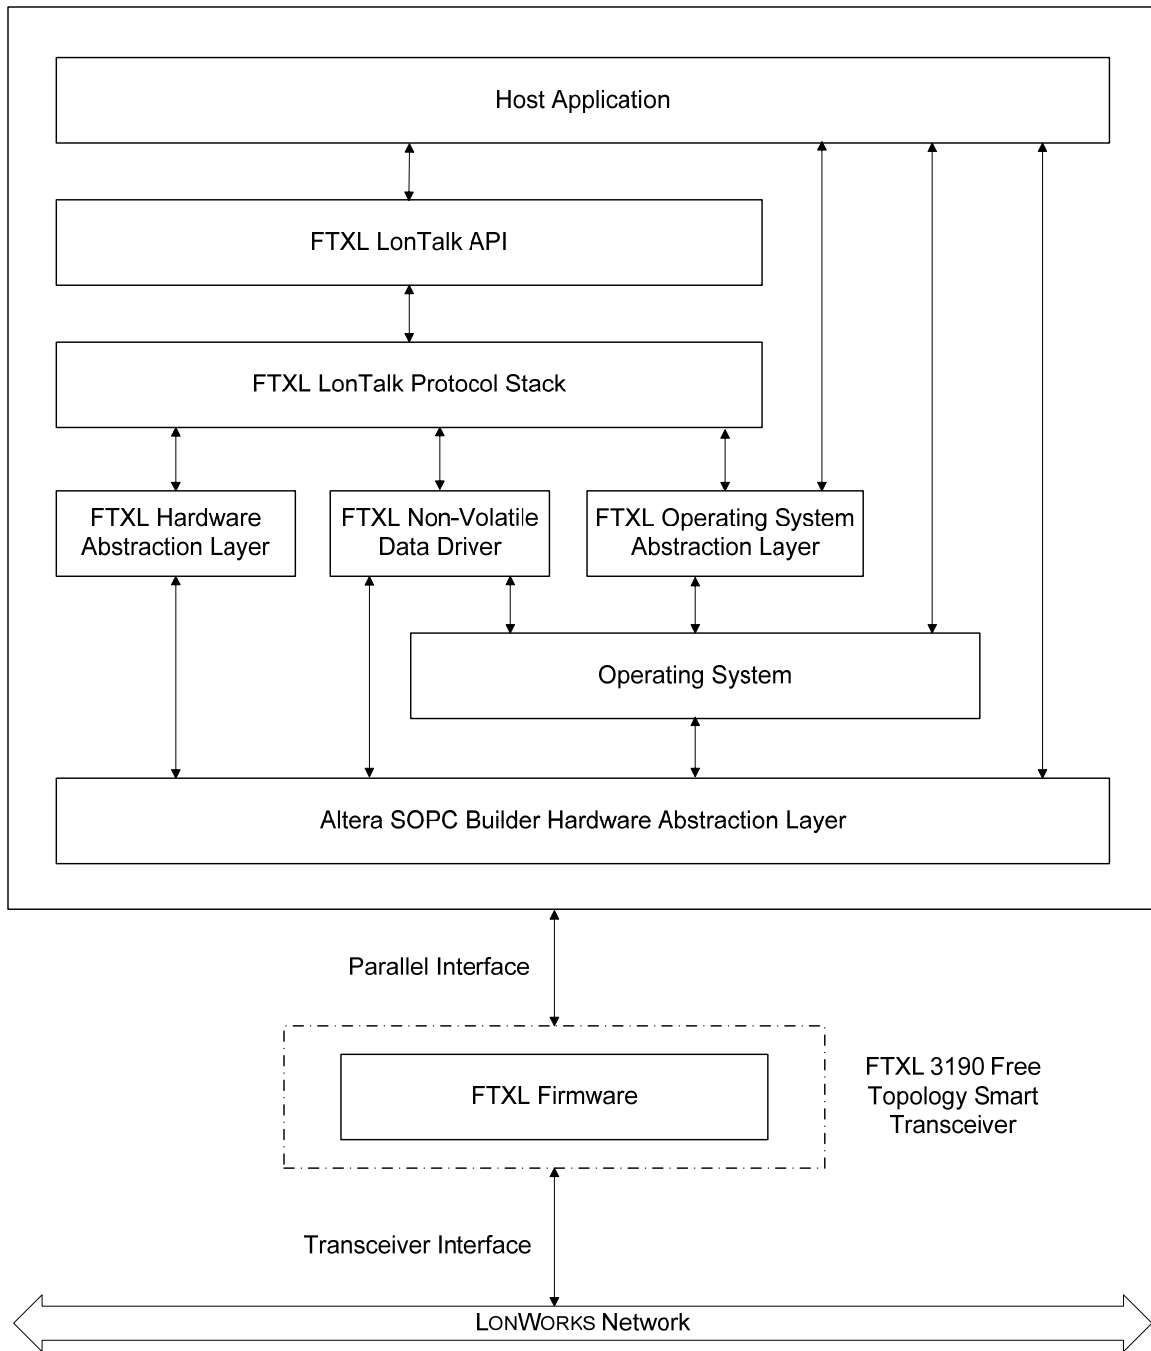 Host Application
FTXL LonTalk API
FTXL LonTalk Protocol Stack
FTXL Hardware
Abstraction Layer
FTXL Non-Volatile
Data Driver
FTXL Operating System
Abstraction Layer
Operating System
Altera SOPC Builder Hardware Abstraction Layer
Parallel Interface
FTXL Firmware
FTXL 3190 Free
Topology Smart
Transceiver
Transceiver Interface
LONWORKS Network